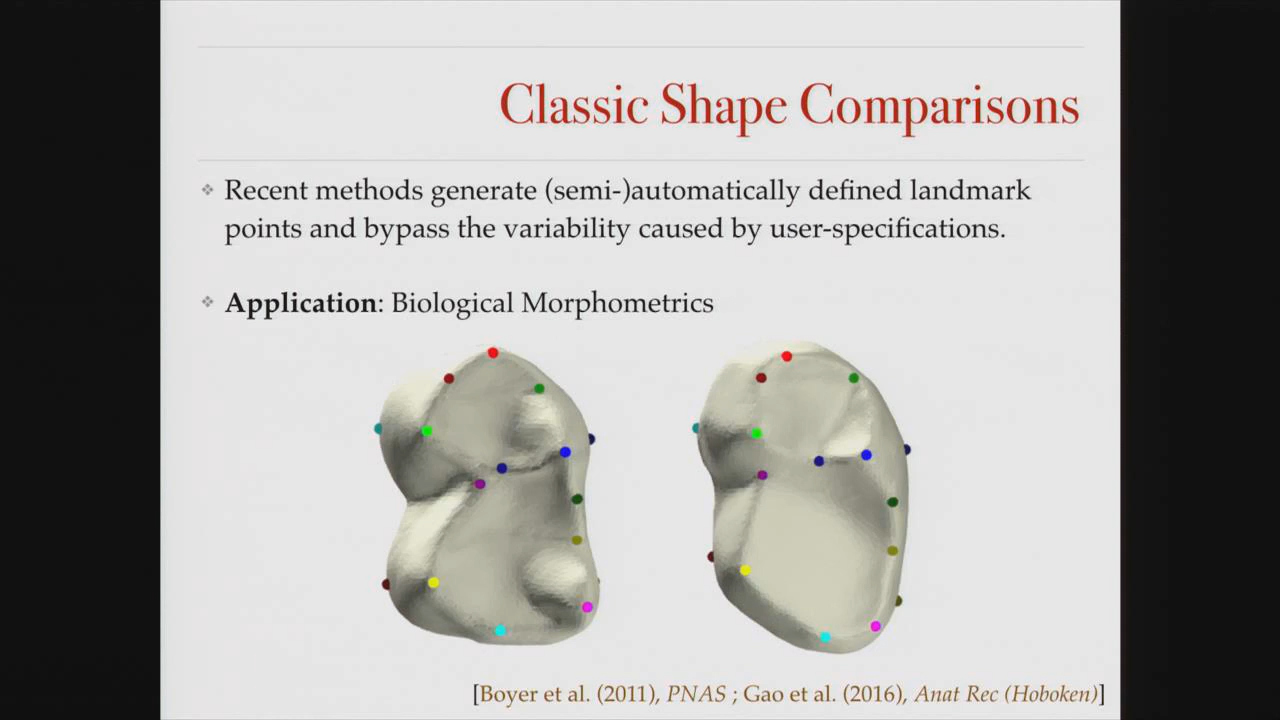 Classic Shape Comparisons
Recent methods generate (semi-)automatically defined landmark
points and bypass the variability caused by user-specifications.
Application: Biological Morphometrics
[Boyer et al. (2011), PNAS ; Gao et al. (2016), Anat Rec (Hoboken)]